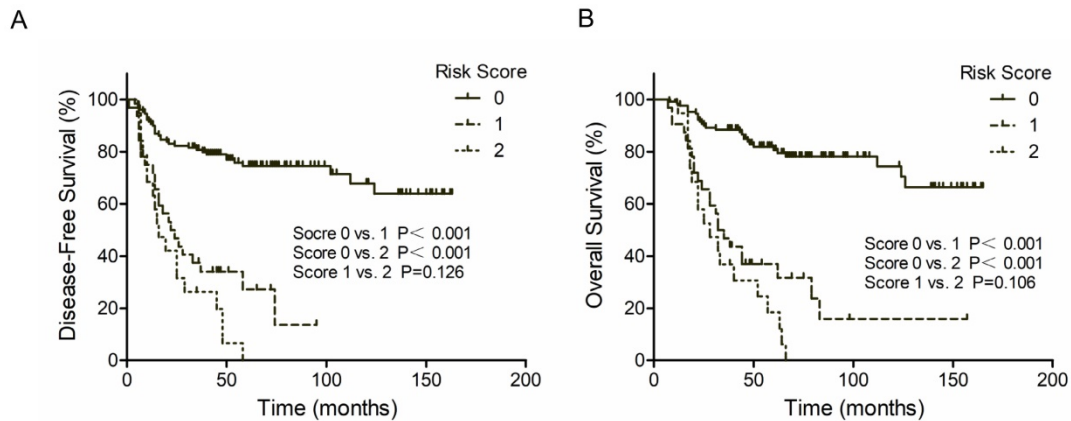 A
Disease-Free Survival (%)
100
80
60
40
20
0
0 50 100 150 200
Time (months)
Risk Score
0
1
2
Socre 0 vs. 1 P< 0.001
Score 0 vs. 2 P< 0.001
Score 1 vs. 2 P=0.126
B
Overall Survival (%)
100
80
60
40
20
0
0 50 100 150 200
Time (months)
Risk Score
0
1
2
Score 0 vs. 1 P< 0.001
Score 0 vs. 2 P< 0.001
Score 1 vs. 2 P=0.106